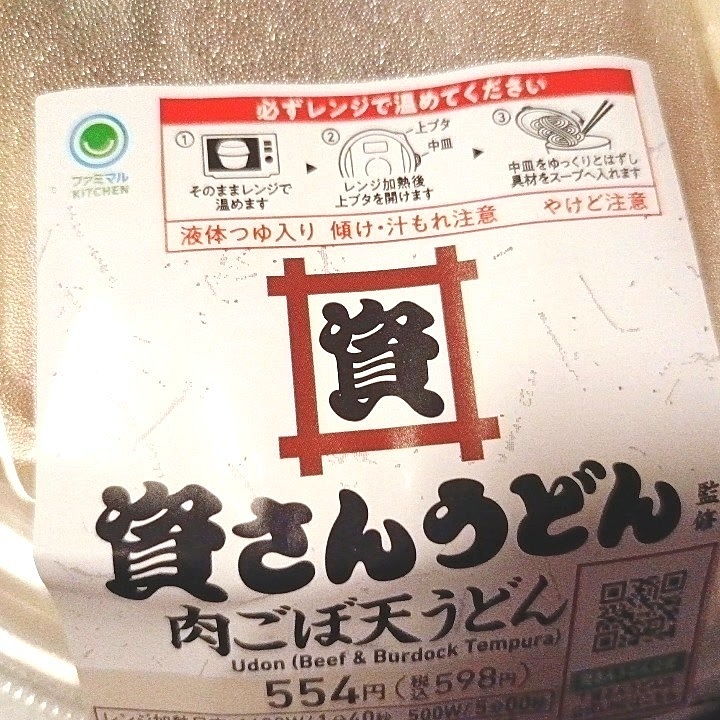 必ずレンジで温めてください
ファミマル
KITCHEN
① そのままレンジで
温めます
② 上ブタ
中皿
レンジ加熱後
上ブタを開けます
③ 中皿をゆっくりとはずし
具材をスープへ入れます
液体つゆ入り 傾け・汁もれ注意 やけど注意
資
資さんうどん 監修
肉ごぼ天うどん
Udon (Beef & Burdock Tempura)
554円(税込598円)
500W/5分00秒